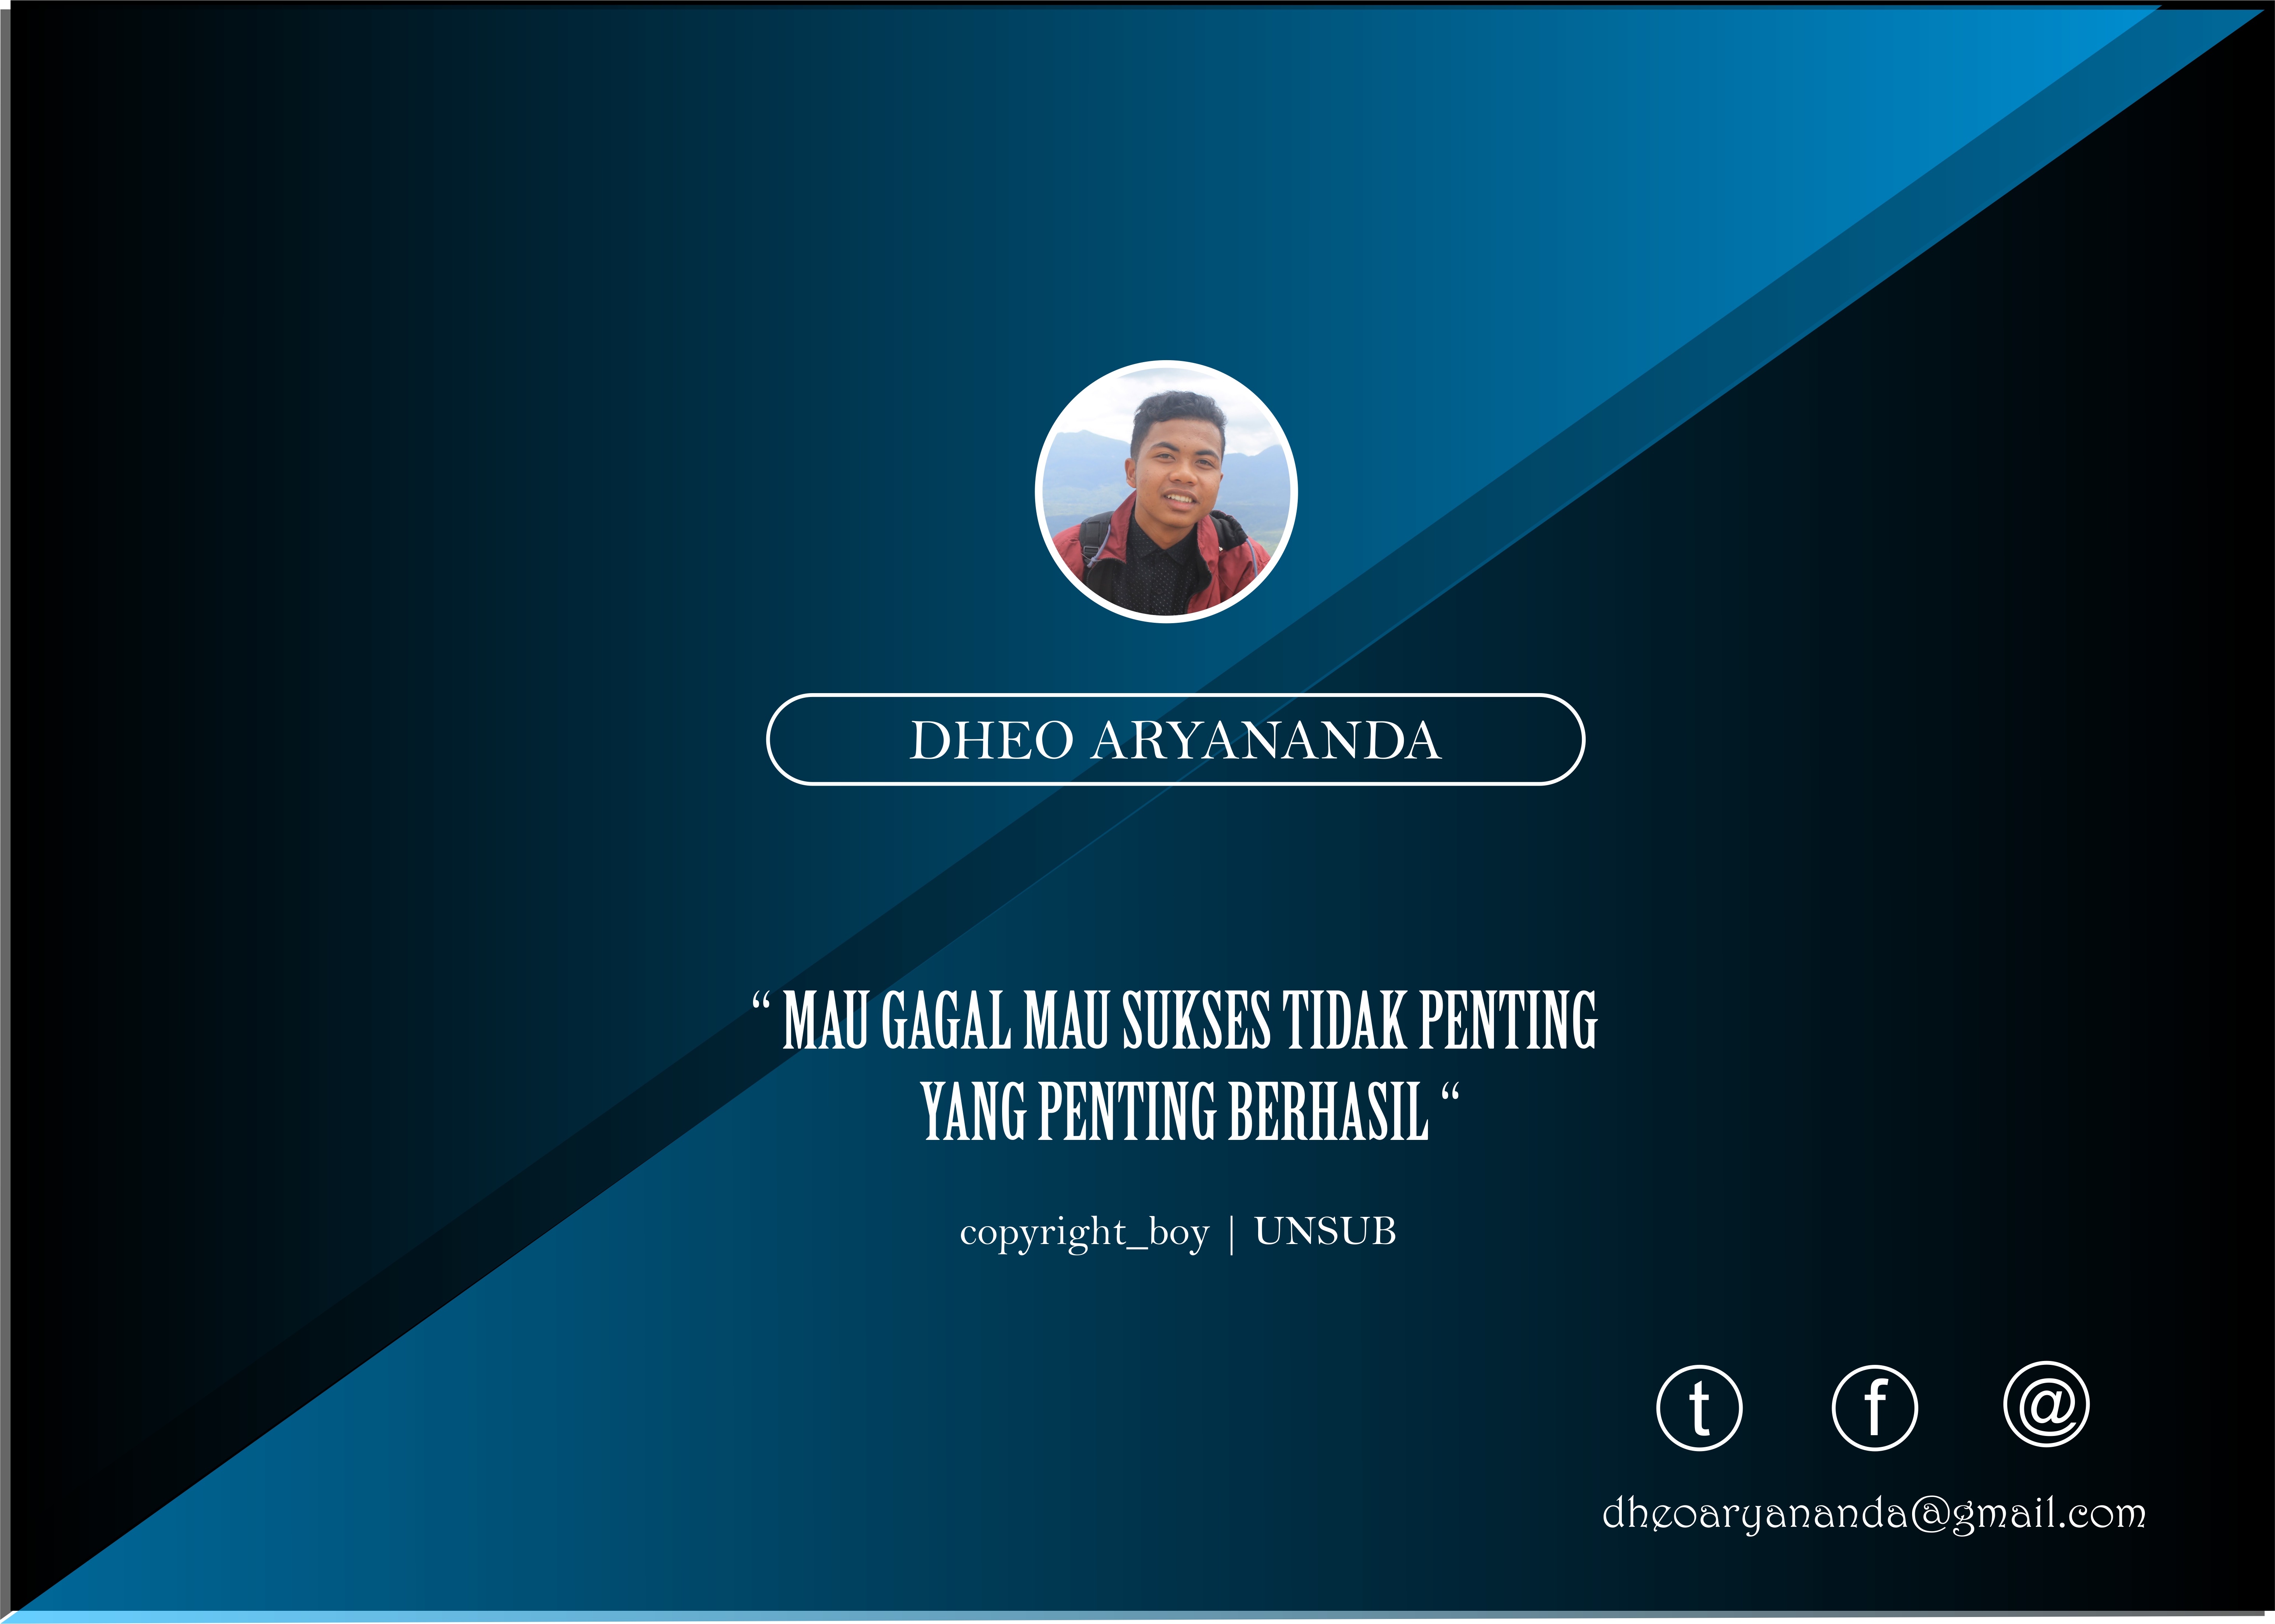 DHEO ARYANANDA
“ MAU GAGAL MAU SUKSES TIDAK PENTING
YANG PENTING BERHASIL “
copyright_boy | UNSUB
t f @
dheoaryananda@gmail.com